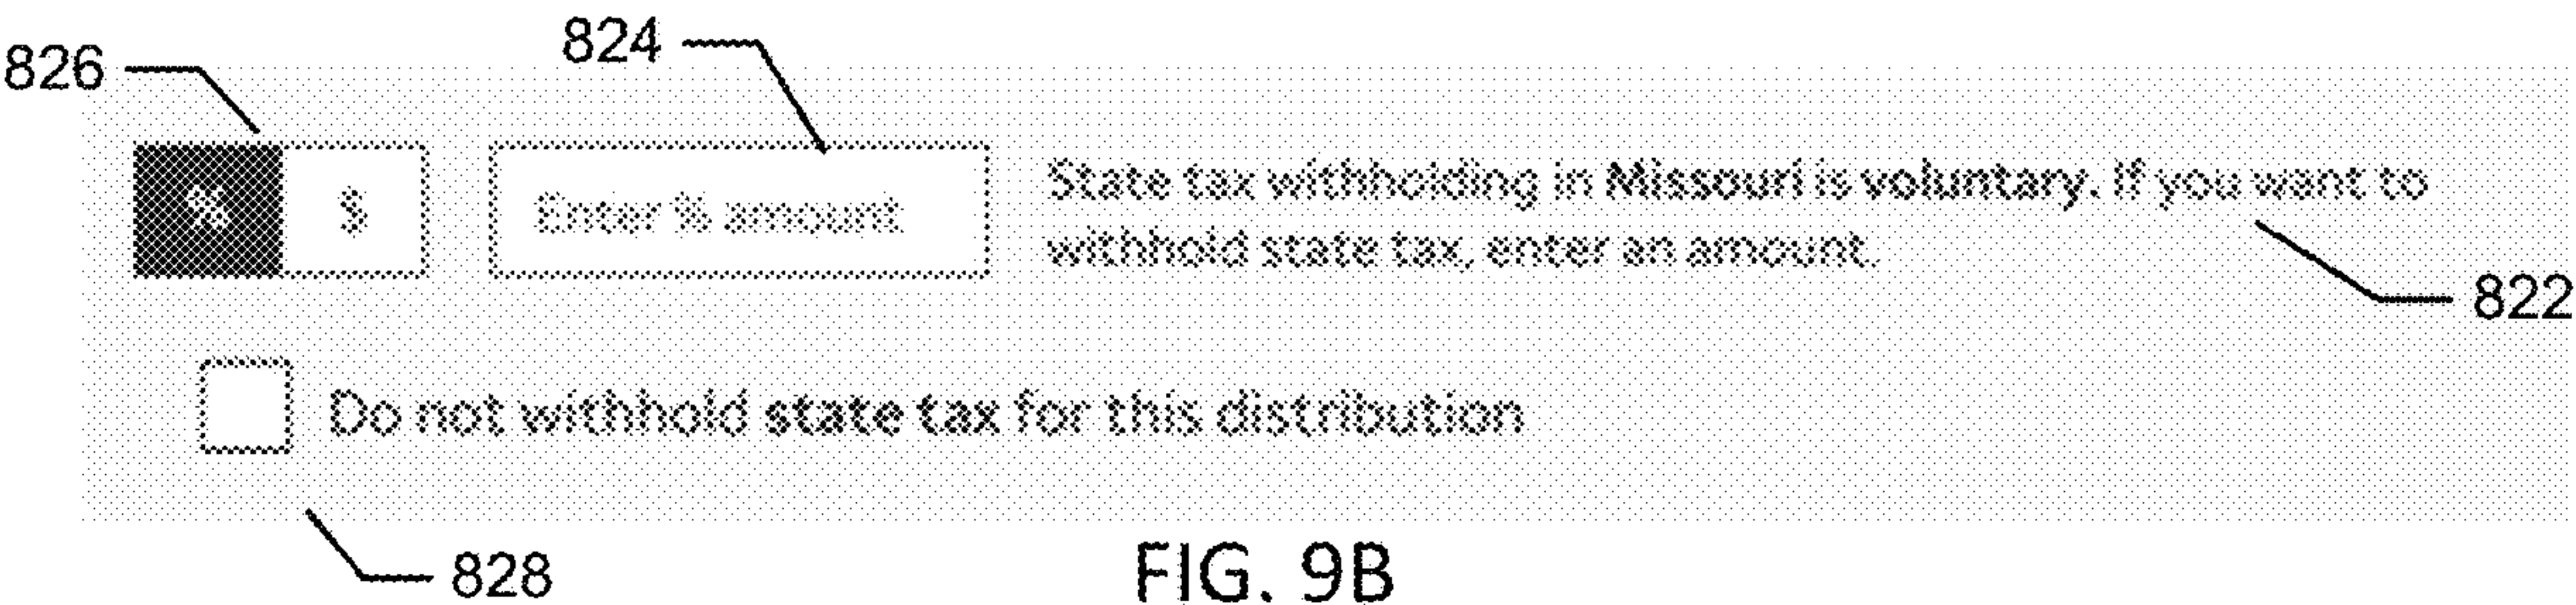 824
826
% $ Enter % amount State tax withholding in Missouri is voluntary. If you want to
withhold state tax, enter an amount.
822
Do not withhold state tax for this distribution
828
FIG. 9B